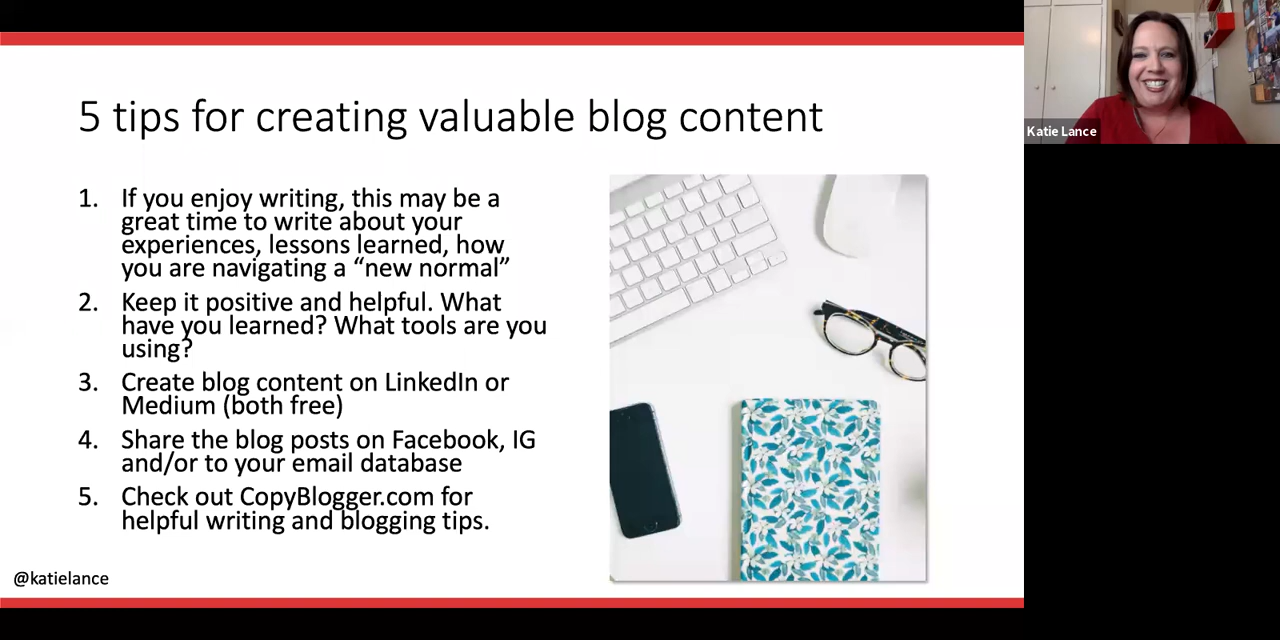 5 tips for creating valuable blog content
1. If you enjoy writing, this may be a
great time to write about your
experiences, lessons learned, how
you are navigating a “new normal”
2. Keep it positive and helpful. What
have you learned? What tools are you
using?
3. Create blog content on LinkedIn or
Medium (both free)
4. Share the blog posts on Facebook, IG
and/or to your email database
5. Check out CopyBlogger.com for
helpful writing and blogging tips.
@katielance
Katie Lance